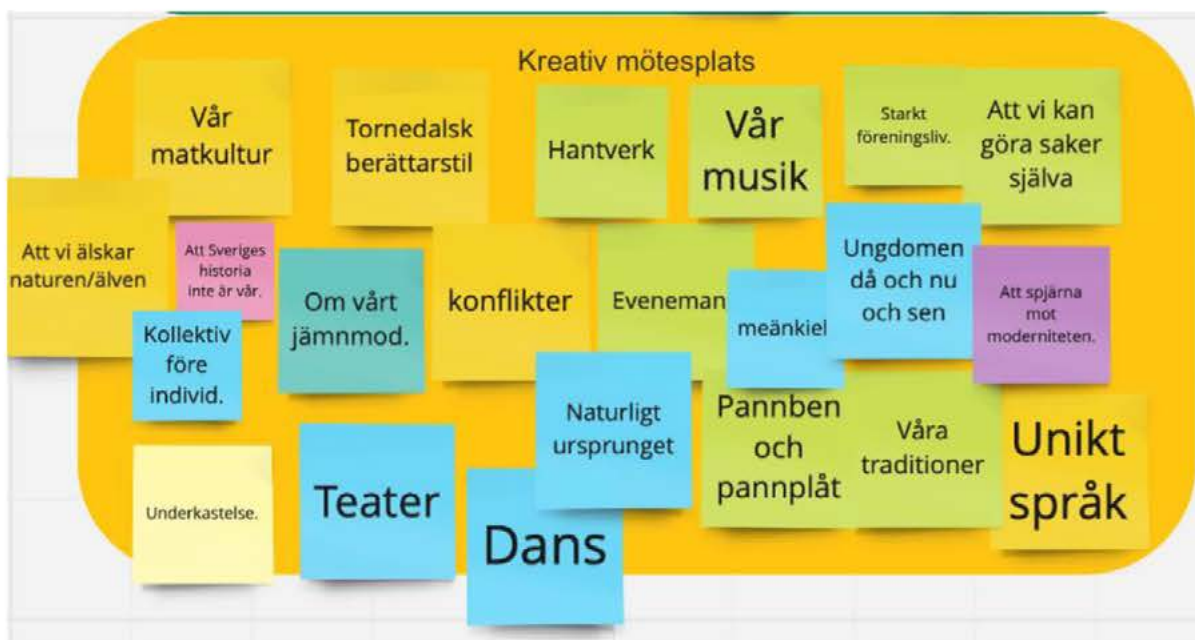 Kreativ mötesplats
Vår
matkultur
Tornedalsk
berättarstil
Hantverk
Vår
musik
Starkt
föreningsliv.
Att vi kan
göra saker
själva
Att vi älskar
naturen/älven
Att Sveriges
historia
inte är vår.
Om vårt
jämnmod.
konflikter
Eveneman
meänkiel
Ungdomen
då och nu
och sen
Att spjärna
mot
moderniteten.
Kollektiv
före
individ.
Naturligt
ursprunget
Pannben
och
pannplåt
Våra
traditioner
Unikt
språk
Underkastelse.
Teater
Dans